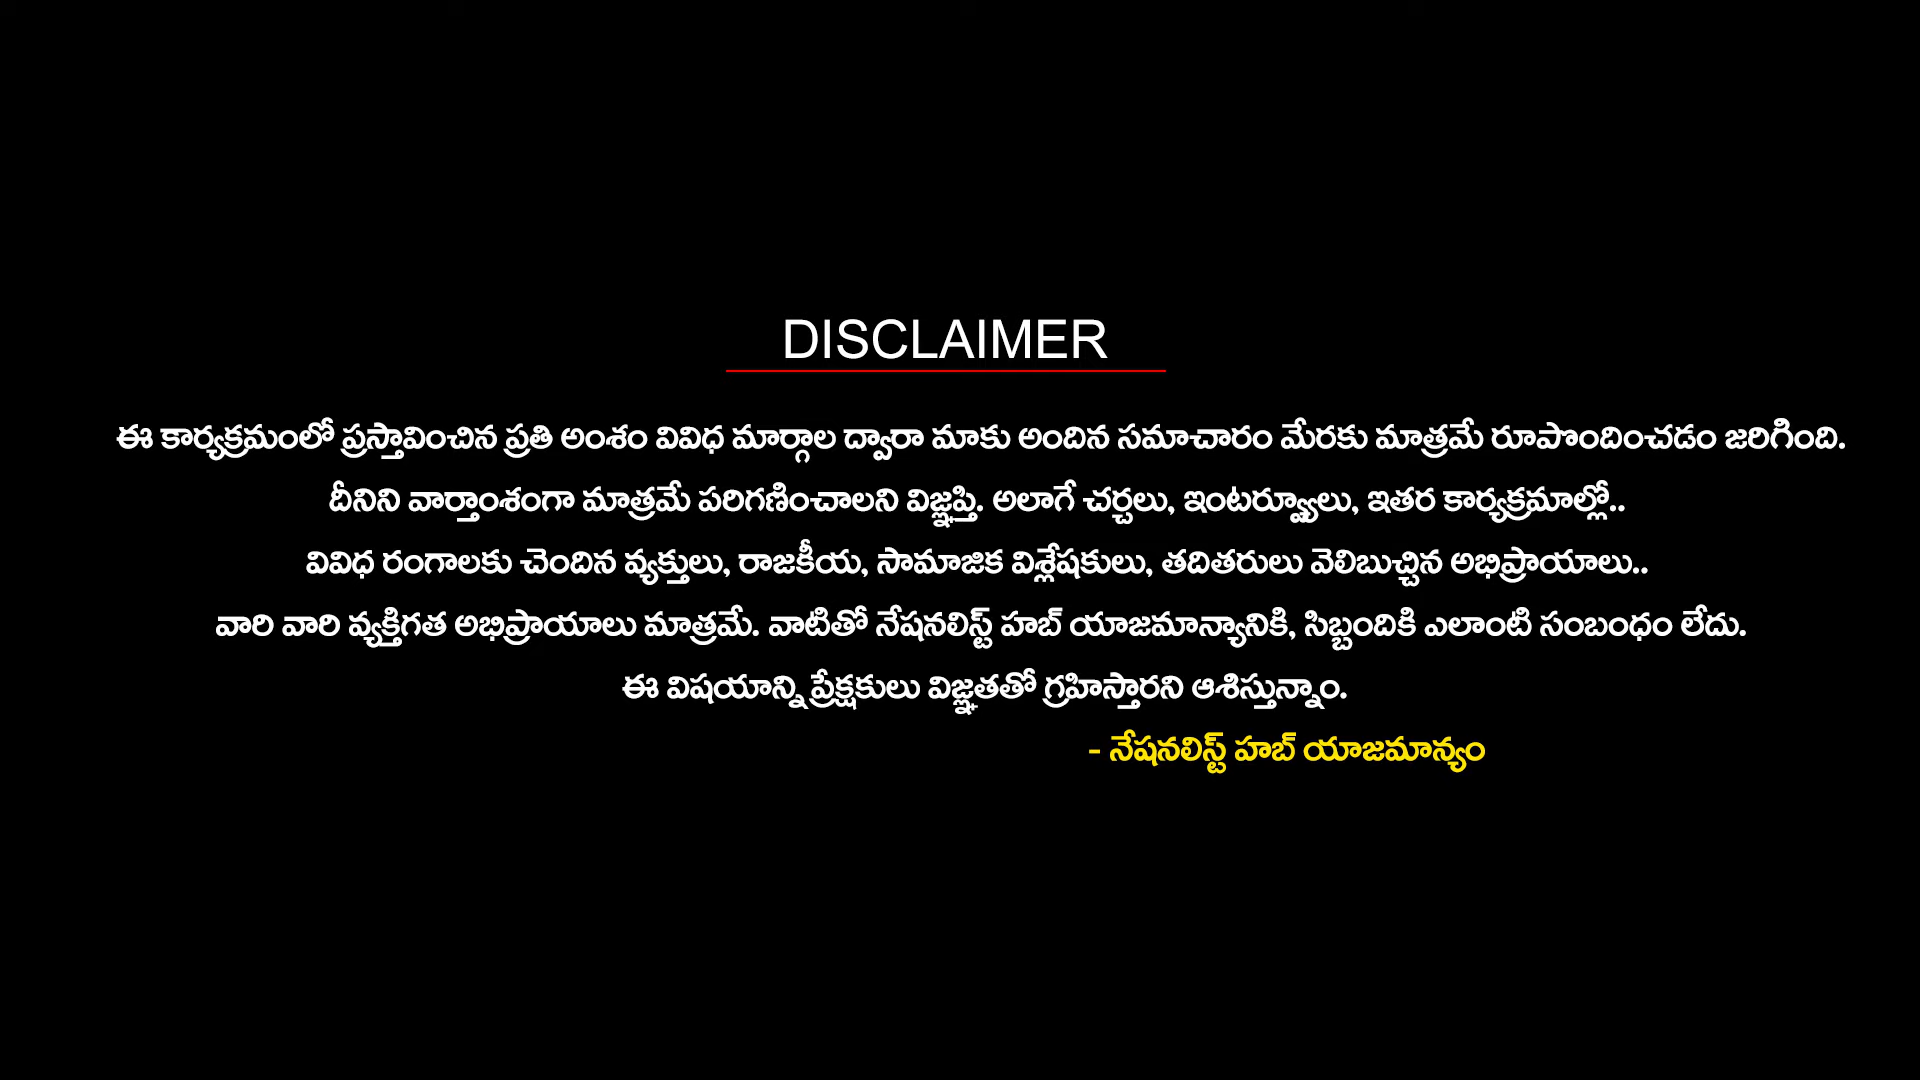 DISCLAIMER
ఈ కార్యక్రమంలో ప్రస్తావించిన ప్రతి అంశం వివిధ మార్గాల ద్వారా మాకు అందిన సమాచారం మేరకు మాత్రమే రూపొందించడం జరిగింది.
దీనిని వార్తాంశంగా మాత్రమే పరిగణించాలని విజ్ఞప్తి. అలాగే చర్చలు, ఇంటర్వ్యూలు, ఇతర కార్యక్రమాల్లో..
వివిధ రంగాలకు చెందిన వ్యక్తులు, రాజకీయ, సామాజిక విశ్లేషకులు, తదితరులు వెలిబుచ్చిన అభిప్రాయాలు..
వారి వారి వ్యక్తిగత అభిప్రాయాలు మాత్రమే. వాటితో నేషనలిస్ట్ హబ్ యాజమాన్యానికి, సిబ్బందికి ఎలాంటి సంబంధం లేదు.
ఈ విషయాన్ని ప్రేక్షకులు విజ్ఞతతో గ్రహిస్తారని ఆశిస్తున్నాం.
- నేషనలిస్ట్ హబ్ యాజమాన్యం